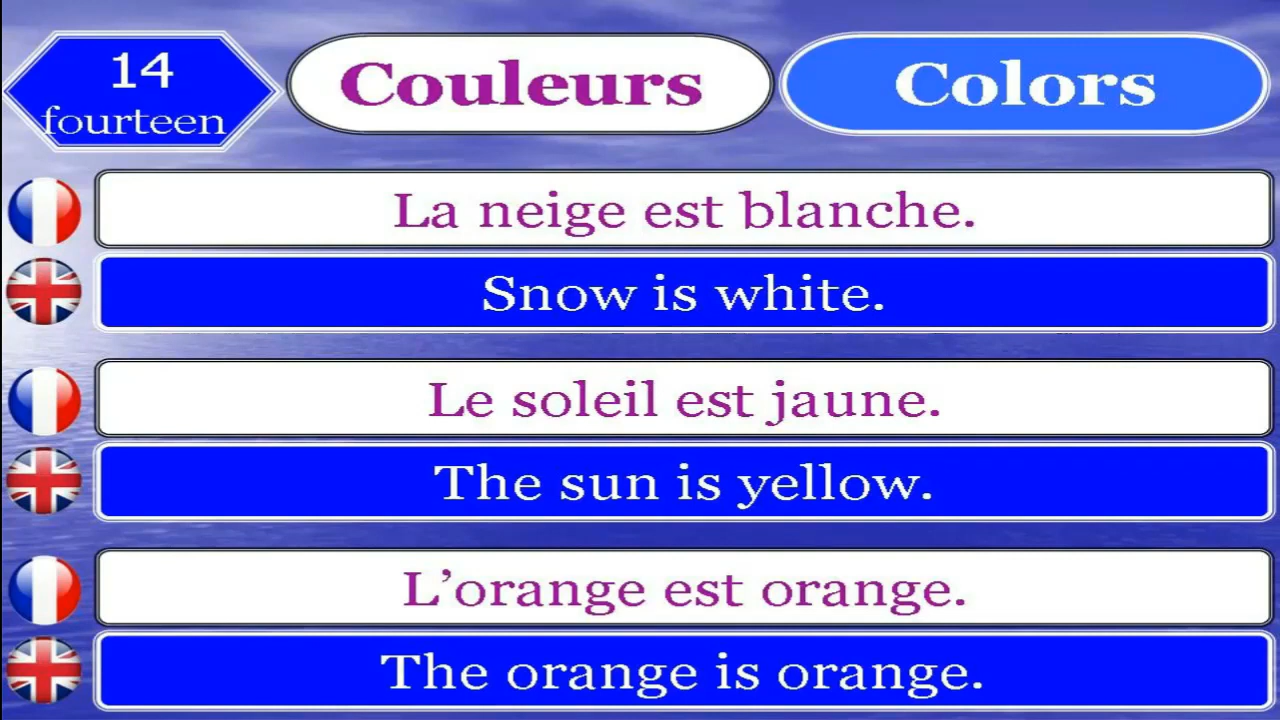 14
fourteen
Couleurs
Colors
La neige est blanche.
Snow is white.
Le soleil est jaune.
The sun is yellow.
L’orange est orange.
The orange is orange.